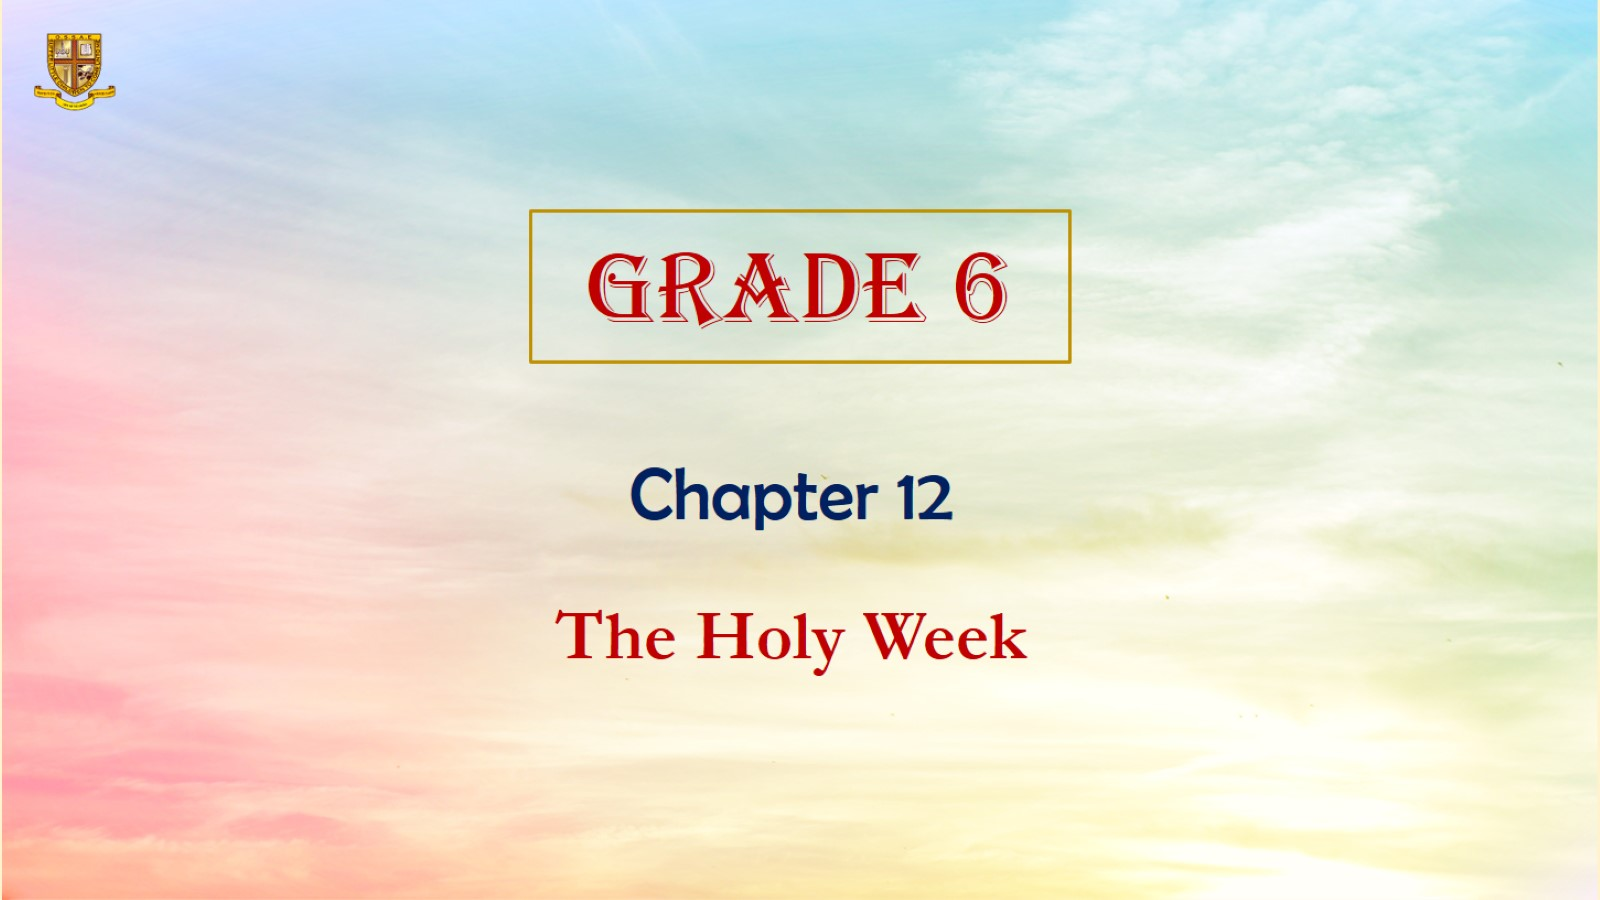 O.S.S.A.E
GRADE 6
Chapter 12
The Holy Week